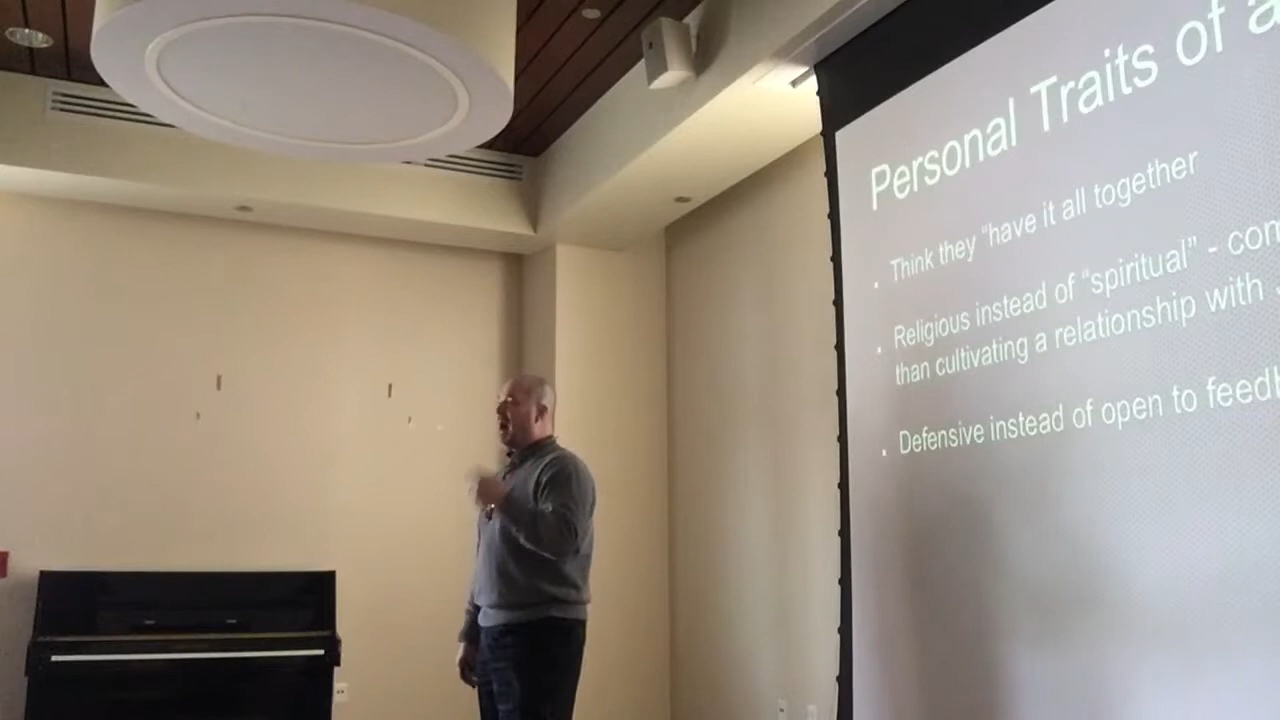 Personal Traits of a
. Think they “have it all together
. Religious instead of “spiritual” - con
than cultivating a relationship with
. Defensive instead of open to feed